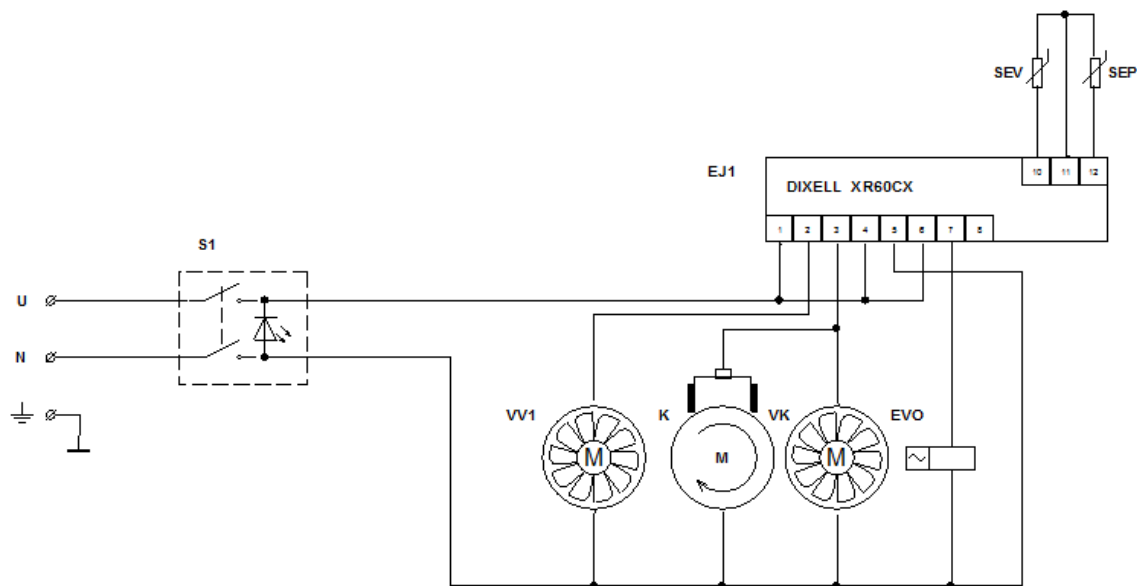 SEV
SEP
EJ1
DIXELL XR60CX
10 11 12
1 2 3 4 5 6 7 8
S1
U
N
VV1
K
VK
EVO
M
M
M